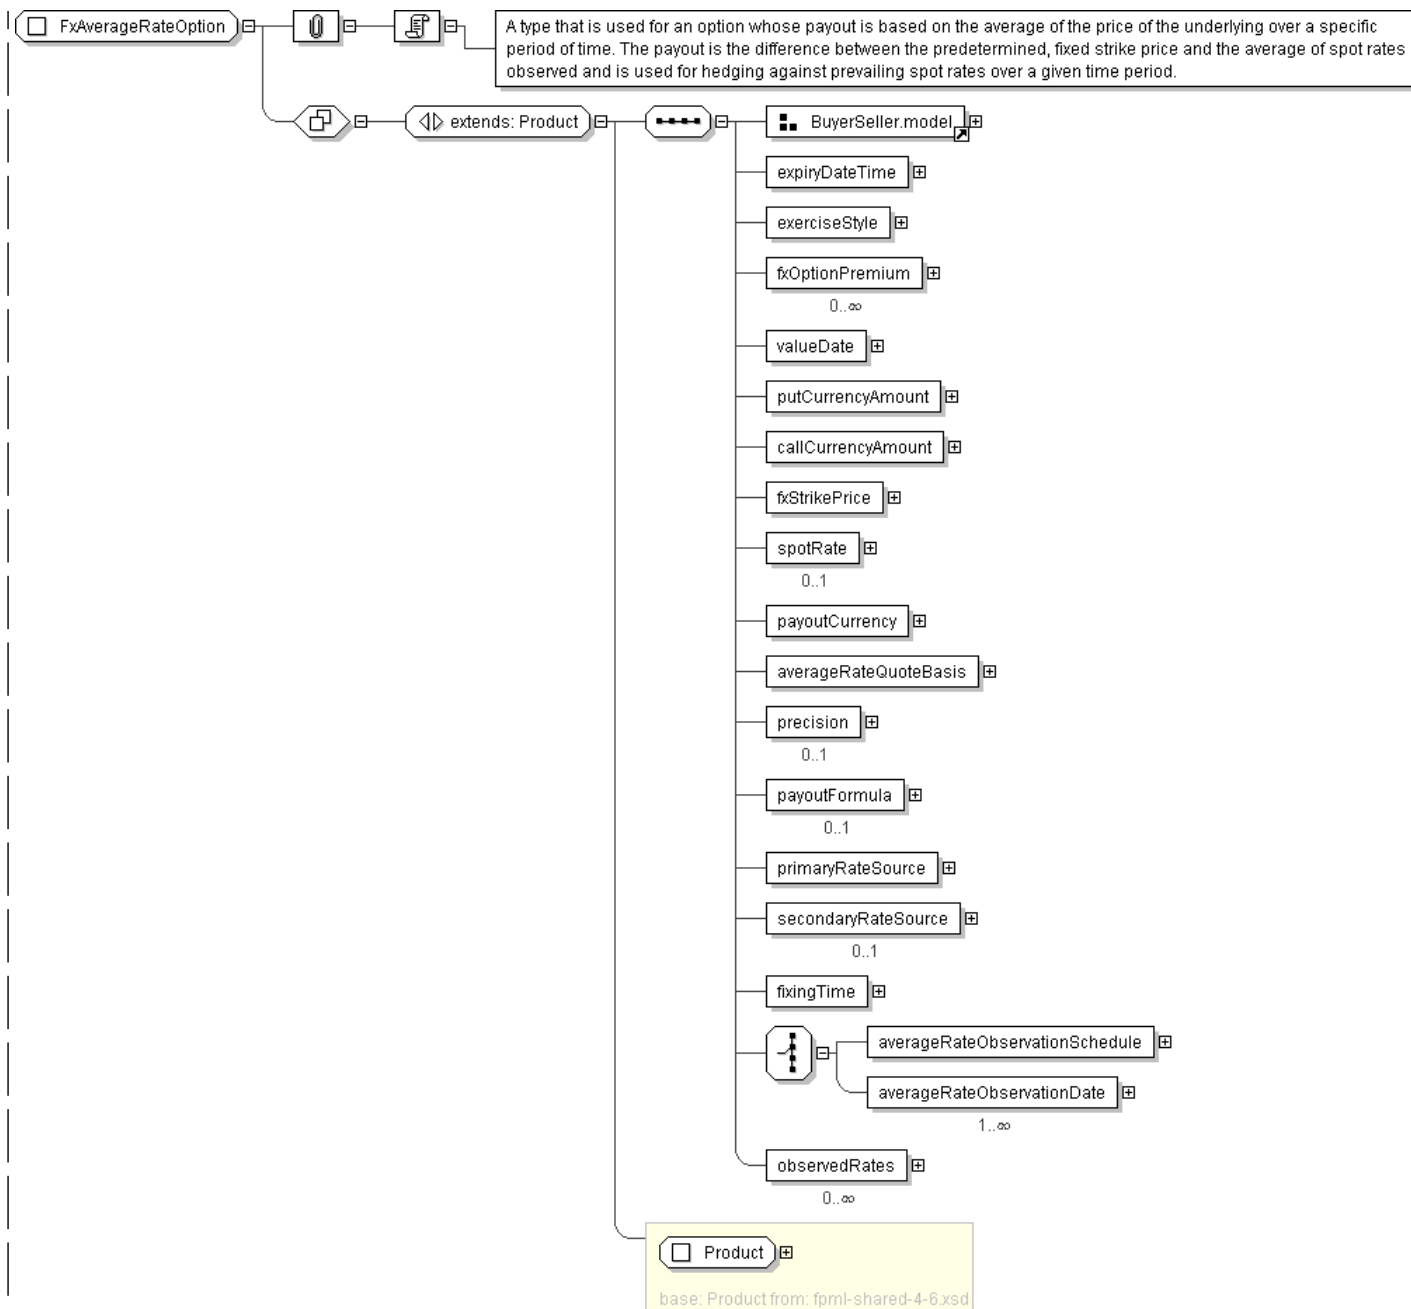 FxAverageRateOption
A type that is used for an option whose payout is based on the average of the price of the underlying over a specific
period of time. The payout is the difference between the predetermined, fixed strike price and the average of spot rates
observed and is used for hedging against prevailing spot rates over a given time period.
extends: Product
BuyerSeller.model
expiryDateTime
exerciseStyle
fxOptionPremium
0..∞
valueDate
putCurrencyAmount
callCurrencyAmount
fxStrikePrice
spotRate
0..1
payoutCurrency
averageRateQuoteBasis
precision
0..1
payoutFormula
0..1
primaryRateSource
secondaryRateSource
0..1
fixingTime
averageRateObservationSchedule
averageRateObservationDate
1..∞
observedRates
0..∞
Product
base: Product from: fpml-shared-4-6.xsd